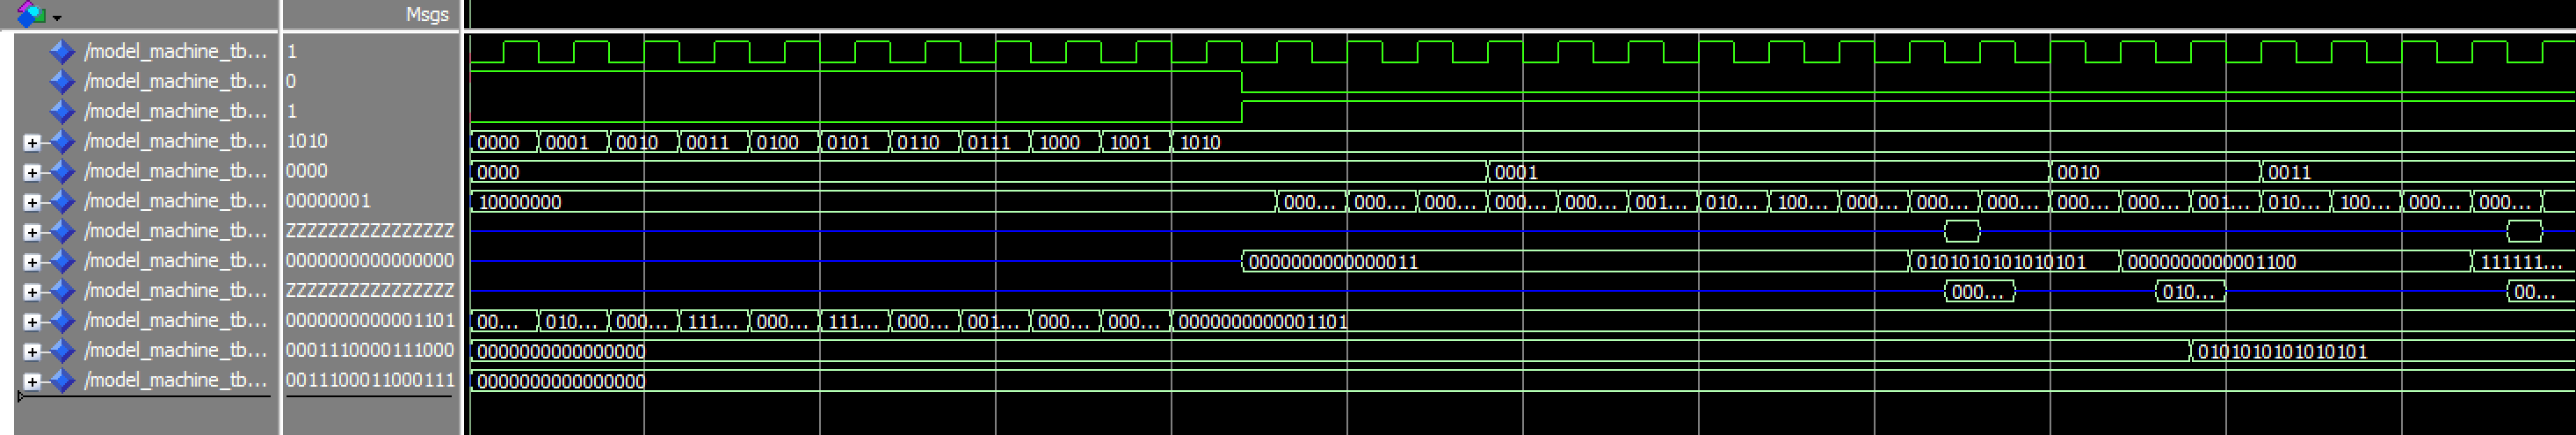 Msgs
/model_machine_tb... 1
/model_machine_tb... 0
/model_machine_tb... 1
/model_machine_tb... 1010 0000 0001 0010 0011 0100 0101 0110 0111 1000 1001 1010
/model_machine_tb... 0000 0000 0001 0010 0011
/model_machine_tb... 00000001 10000000 000... 000... 000... 000... 000... 001... 010... 100... 000... 000... 000... 000... 000... 001... 010... 100... 000... 000...
/model_machine_tb... ZZZZZZZZZZZZZZZZ
/model_machine_tb... 0000000000000000 0000000000000011 0101010101010101 0000000000001100 111111...
/model_machine_tb... ZZZZZZZZZZZZZZZZ 000... 010... 00...
/model_machine_tb... 0000000000001101 00... 010... 000... 111... 000... 111... 000... 001... 000... 000... 0000000000001101
/model_machine_tb... 0001110000111000 0000000000000000 0101010101010101
/model_machine_tb... 0011100011000111 0000000000000000